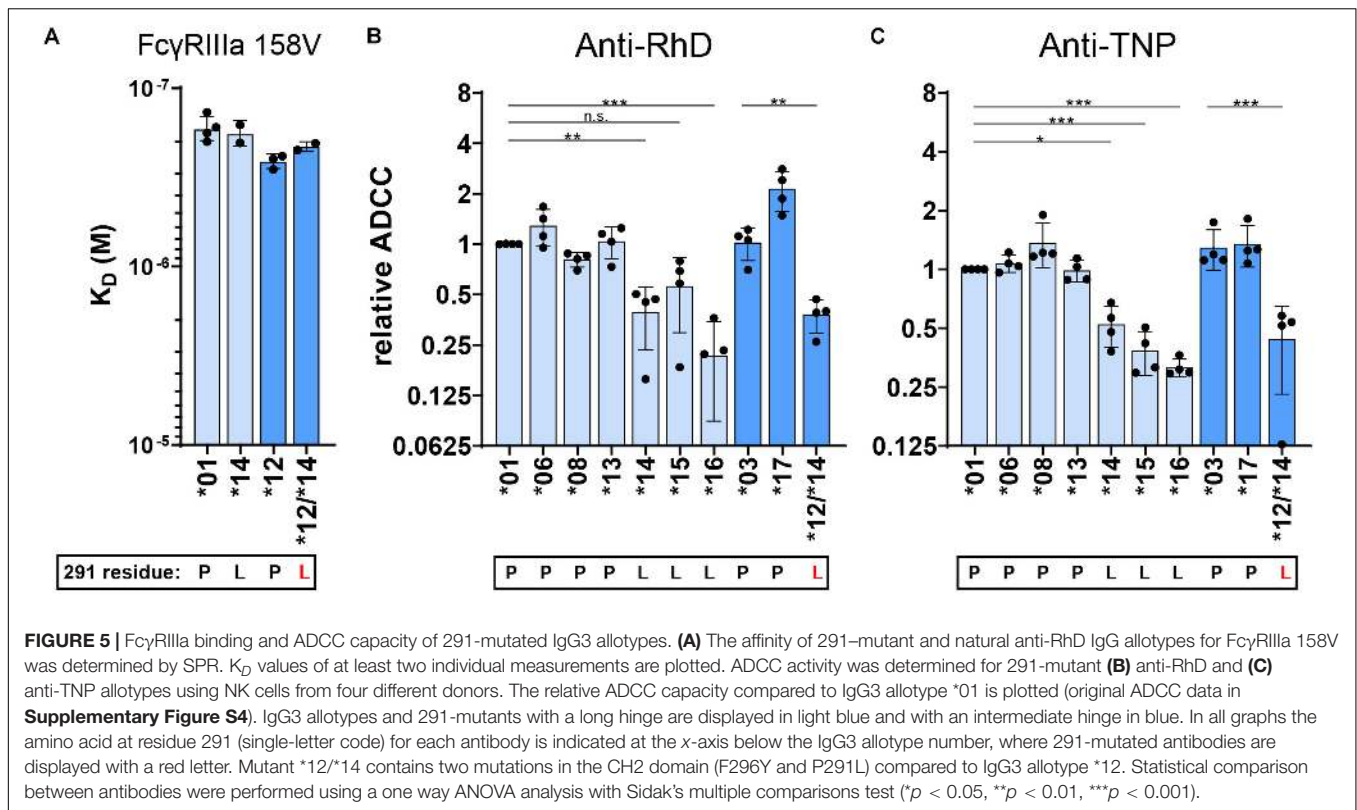 A
FcγRIIIa 158V
10⁻⁷
10⁻⁶
10⁻⁵
K_D (M)
*01
*14
*12
*12/*14
291 residue: P L P L
B
Anti-RhD
8
4
2
1
0.5
0.25
0.125
0.0625
relative ADCC
***
n.s.
**
**
*01
*06
*08
*13
*14
*15
*16
*03
*17
*12/*14
P P P P L L L P P L
C
Anti-TNP
8
4
2
1
0.5
0.25
0.125
***
***
*
***
*01
*06
*08
*13
*14
*15
*16
*03
*17
*12/*14
P P P P L L L P P L
FIGURE 5 | FcγRIIIa binding and ADCC capacity of 291-mutated IgG3 allotypes. (A) The affinity of 291–mutant and natural anti-RhD IgG allotypes for FcγRIIIa 158V
was determined by SPR. K_D values of at least two individual measurements are plotted. ADCC activity was determined for 291-mutant (B) anti-RhD and (C)
anti-TNP allotypes using NK cells from four different donors. The relative ADCC capacity compared to IgG3 allotype *01 is plotted (original ADCC data in
Supplementary Figure S4). IgG3 allotypes and 291-mutants with a long hinge are displayed in light blue and with an intermediate hinge in blue. In all graphs the
amino acid at residue 291 (single-letter code) for each antibody is indicated at the x-axis below the IgG3 allotype number, where 291-mutated antibodies are
displayed with a red letter. Mutant *12/*14 contains two mutations in the CH2 domain (F296Y and P291L) compared to IgG3 allotype *12. Statistical comparison
between antibodies were performed using a one way ANOVA analysis with Sidak's multiple comparisons test (*p < 0.05, **p < 0.01, ***p < 0.001).